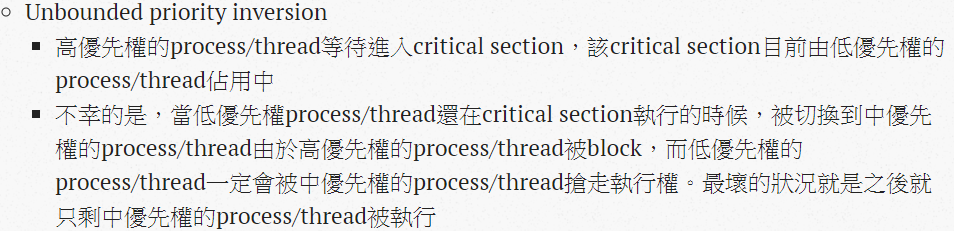 Unbounded priority inversion
高優先權的process/thread等待進入critical section，該critical section目前由低優先權的
process/thread佔用中
不幸的是，當低優先權process/thread還在critical section執行的時候，被切換到中優先
權的process/thread由於高優先權的process/thread被block，而低優先權的
process/thread一定會被中優先權的process/thread搶走執行權。最壞的狀況就是之後就
只剩中優先權的process/thread被執行